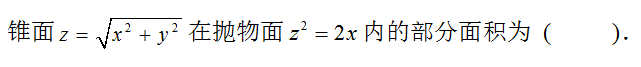 锥面 z = √(x² + y²) 在抛物面 z² = 2x 内的部分面积为 (      ).